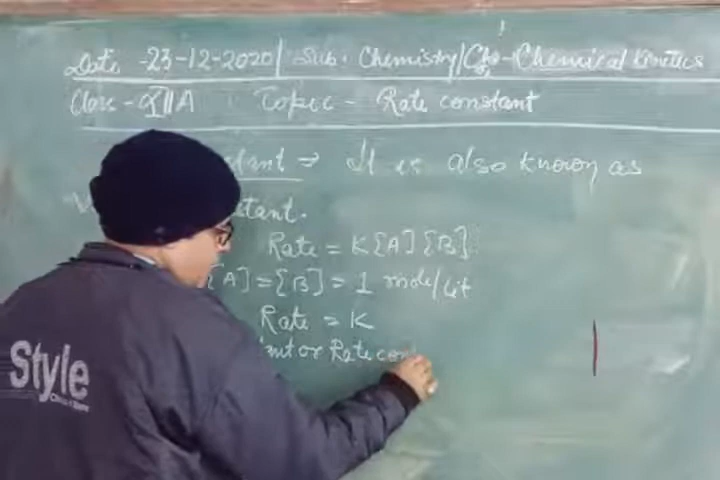 Date -23-12-2020 | Sub. Chemistry/Ch- Chemical kinetics
Class - XII A Topic - Rate constant
⇒ It is also known as
stant.
Rate = K[A][B]
[A] = [B] = 1 mole/Lit
Rate = K
or Rate con
Style